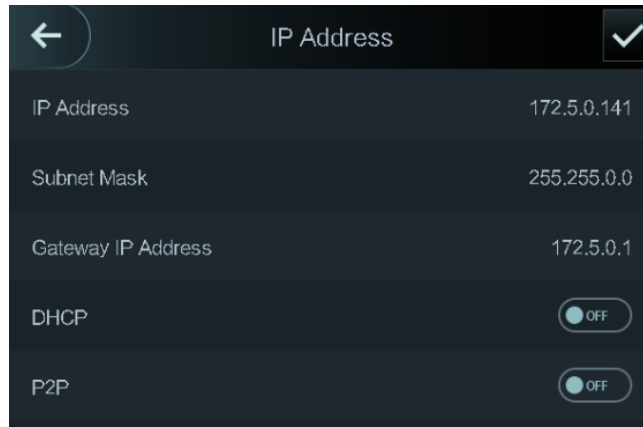 IP Address
IP Address 172.5.0.141
Subnet Mask 255.255.0.0
Gateway IP Address 172.5.0.1
DHCP OFF
P2P OFF